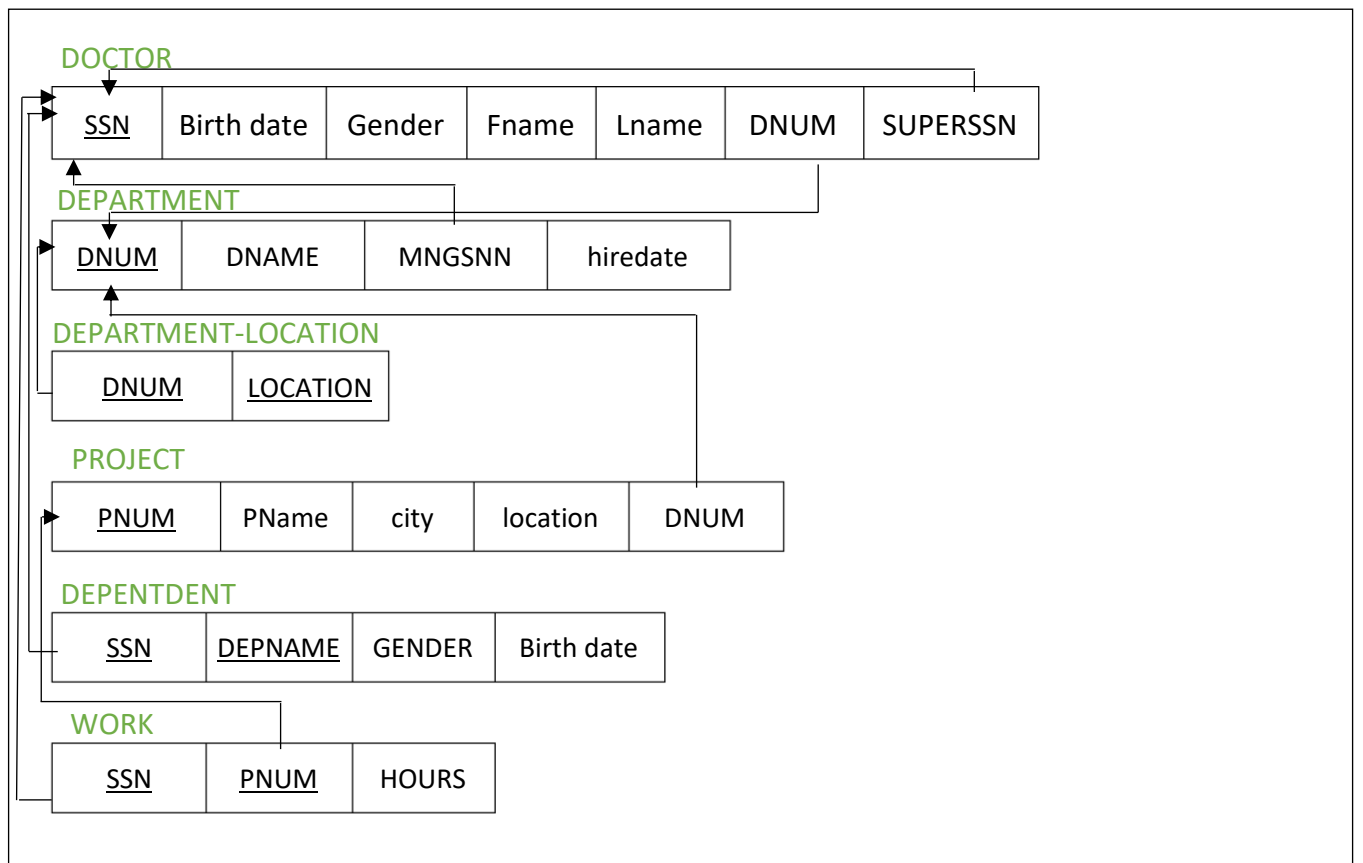 DOCTOR
SSN Birth date Gender Fname Lname DNUM SUPERSSN
DEPARTMENT
DNUM DNAME MNGSNN hiredate
DEPARTMENT-LOCATION
DNUM LOCATION
PROJECT
PNUM PName city location DNUM
DEPENTDENT
SSN DEPNAME GENDER Birth date
WORK
SSN PNUM HOURS